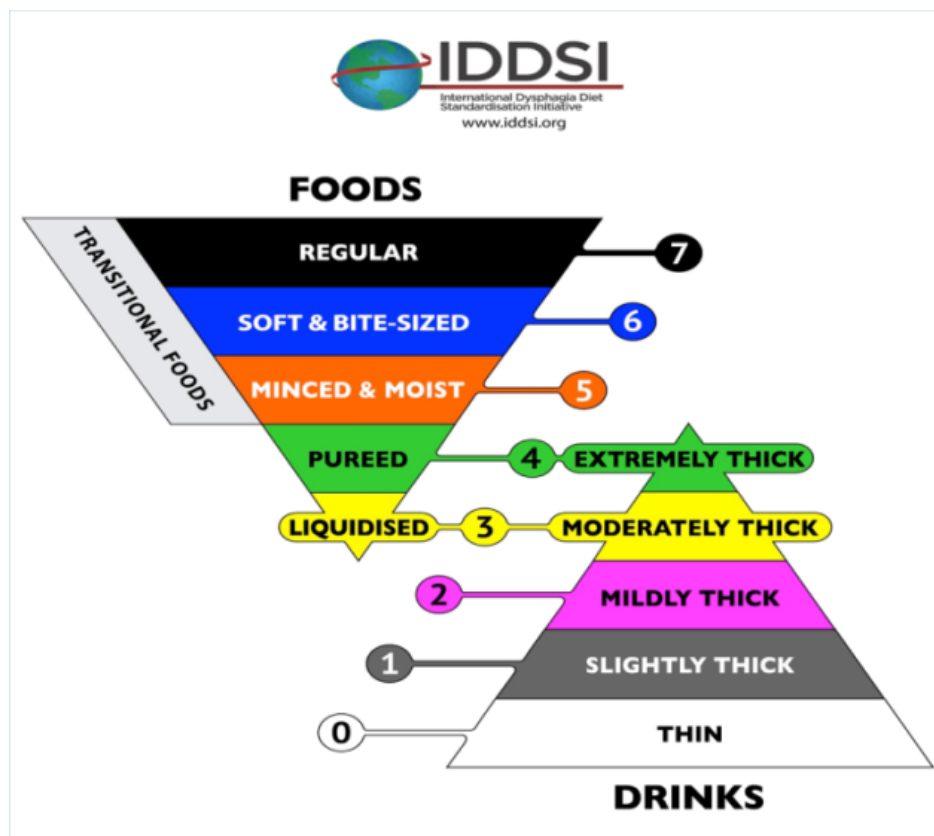 IDDSI
International Dysphagia Diet
Standardisation Initiative
www.iddsi.org
FOODS
TRANSITIONAL FOODS
REGULAR
7
SOFT & BITE-SIZED
6
MINCED & MOIST
5
PUREED
4
EXTREMELY THICK
LIQUIDISED
3
MODERATELY THICK
2
MILDLY THICK
1
SLIGHTLY THICK
0
THIN
DRINKS